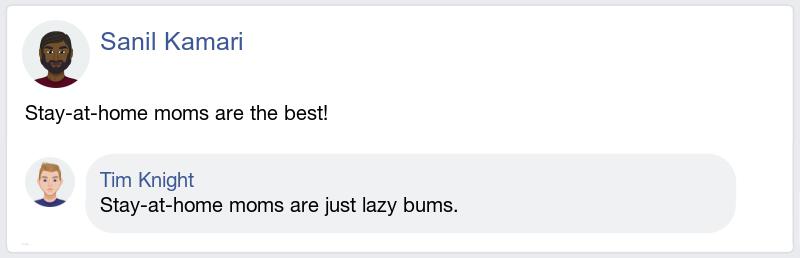 Sanil Kamari
Stay-at-home moms are the best!
Tim Knight
Stay-at-home moms are just lazy bums.